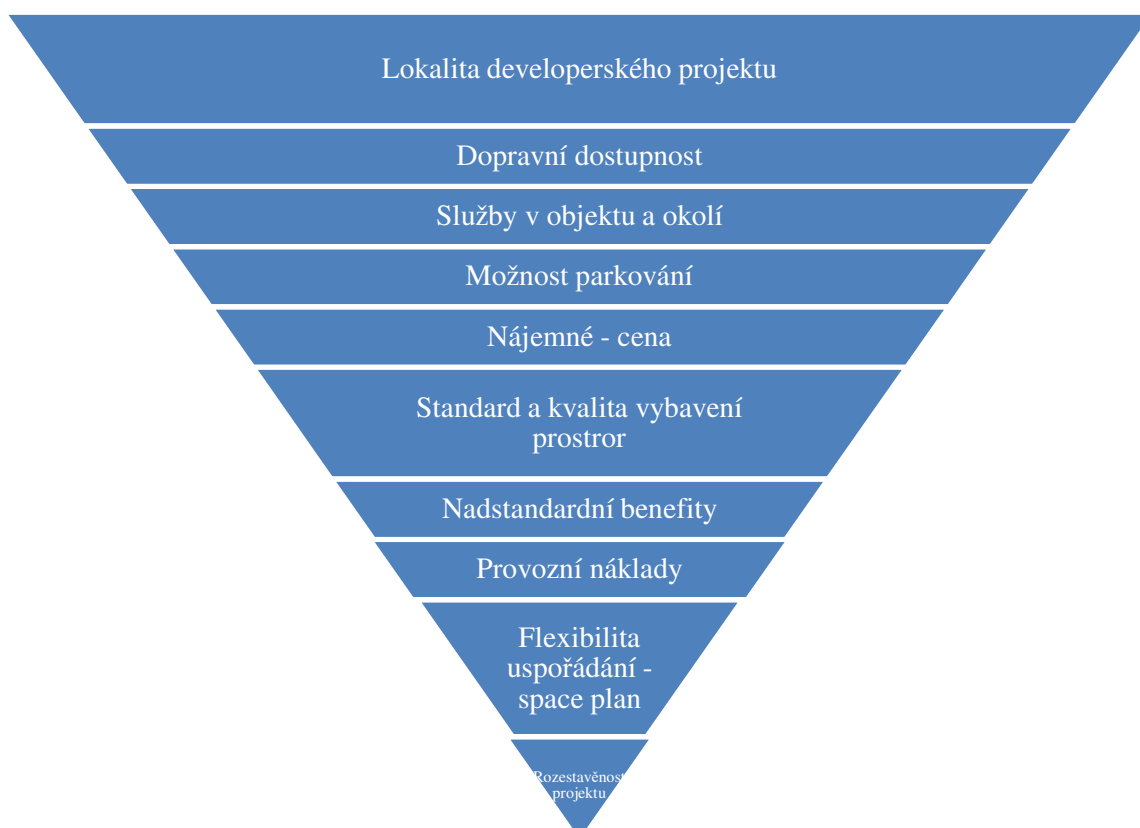 Lokalita developerského projektu
Dopravní dostupnost
Služby v objektu a okolí
Možnost parkování
Nájemné - cena
Standard a kvalita vybavení
prostror
Nadstandardní benefity
Provozní náklady
Flexibilita
uspořádání -
space plan
Rozestavěnost
projektu